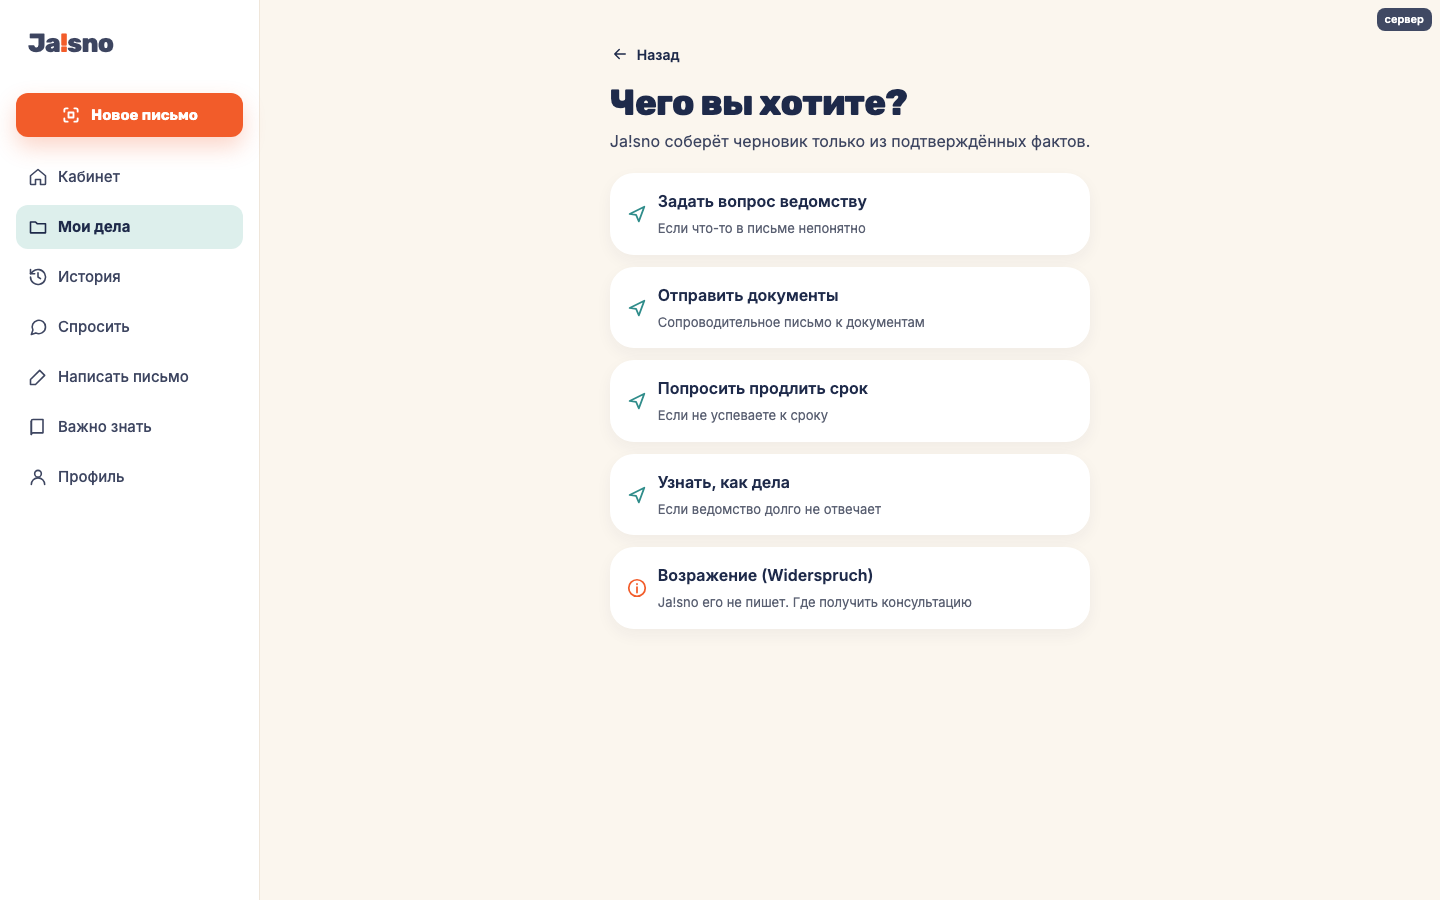 Ja!sno
Новое письмо
Кабинет
Мои дела
История
Спросить
Написать письмо
Важно знать
Профиль
сервер
Назад
Чего вы хотите?
Ja!sno соберёт черновик только из подтверждённых фактов.
Задать вопрос ведомству
Если что-то в письме непонятно
Отправить документы
Сопроводительное письмо к документам
Попросить продлить срок
Если не успеваете к сроку
Узнать, как дела
Если ведомство долго не отвечает
Возражение (Widerspruch)
Ja!sno его не пишет. Где получить консультацию